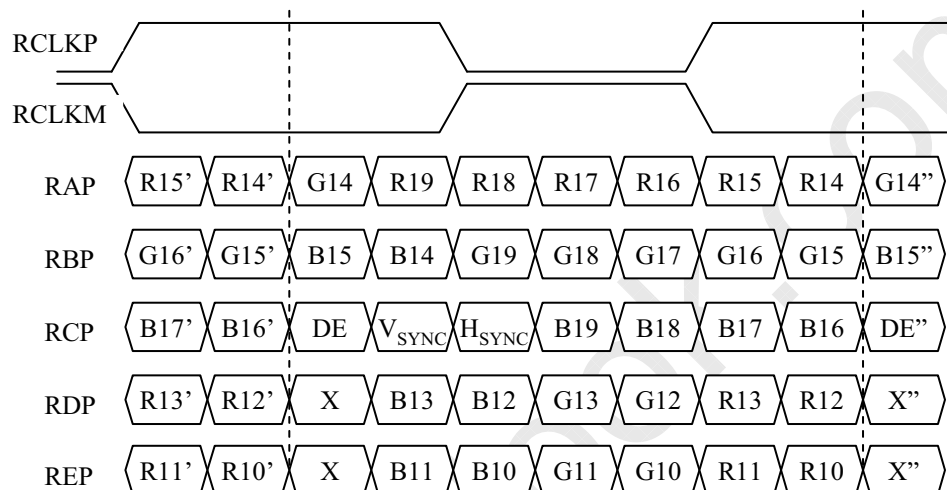 RCLKP
RCLKM
RAP R15’ R14’ G14 R19 R18 R17 R16 R15 R14 G14”
RBP G16’ G15’ B15 B14 G19 G18 G17 G16 G15 B15”
RCP B17’ B16’ DE VSYNC HSYNC B19 B18 B17 B16 DE”
RDP R13’ R12’ X B13 B12 G13 G12 R13 R12 X”
REP R11’ R10’ X B11 B10 G11 G10 R11 R10 X”